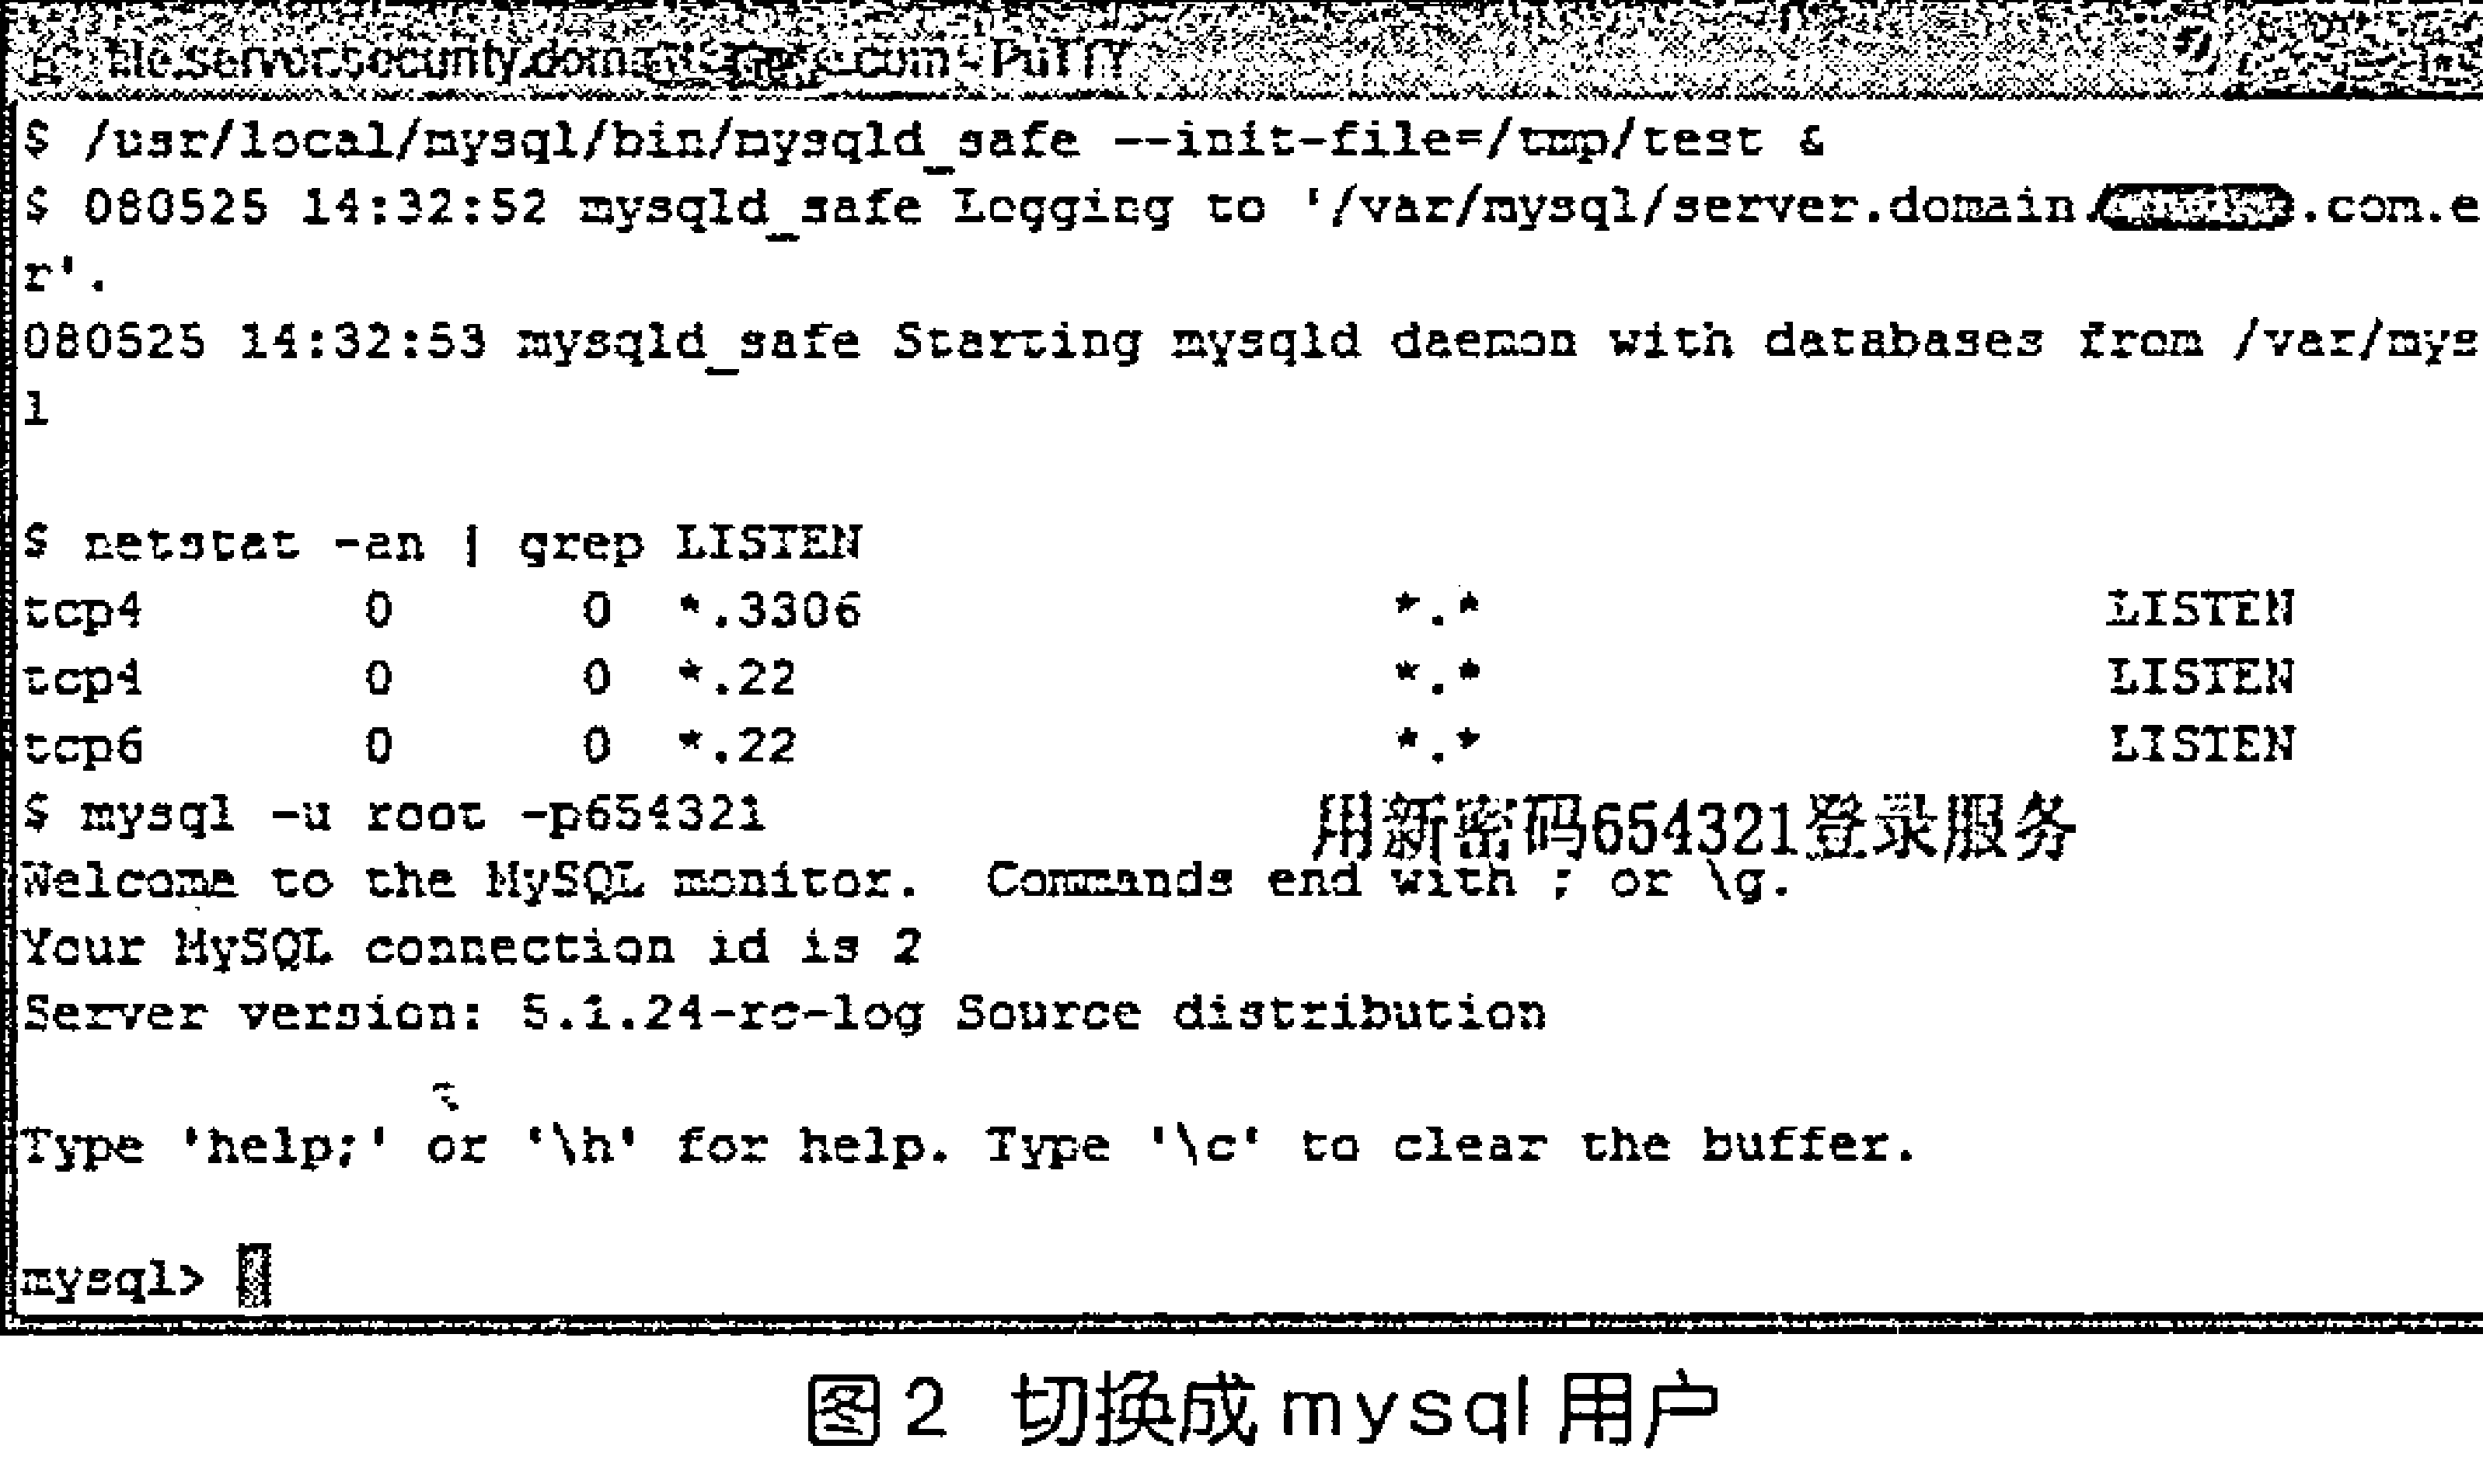 server.security.domain com - PuTTY
$ /usr/local/mysql/bin/mysqld_safe --init-file=/tmp/test &
$ 080525 14:32:52 mysqld_safe Logging to '/var/mysql/server.domain. .com.e
r'.
080525 14:32:53 mysqld_safe Starting mysqld daemon with databases from /var/mys
l
$ netstat -an | grep LISTEN
tcp4 0 0 *.3306 *.* LISTEN
tcp4 0 0 *.22 *.* LISTEN
tcp6 0 0 *.22 *.* LISTEN
$ mysql -u root -p654321 用新密码654321登录服务
Welcome to the MySQL monitor. Commands end with ; or \g.
Your MySQL connection id is 2
Server version: 5.1.24-rc-log Source distribution
Type 'help;' or '\h' for help. Type '\c' to clear the buffer.
mysql>
图2 切换成mysql用户